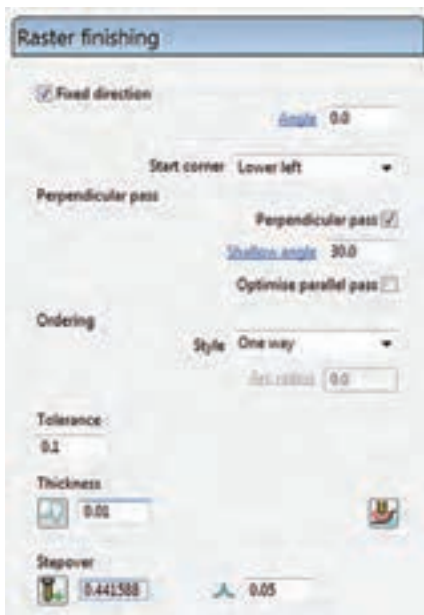 Raster finishing
Fixed direction
Angle 0.0
Start corner Lower left
Perpendicular pass
Perpendicular pass
Shallow angle 30.0
Optimise parallel pass
Ordering
Style One way
Arc radius 0.0
Tolerance
0.1
Thickness
0.01
Stepover
0.441588 0.05